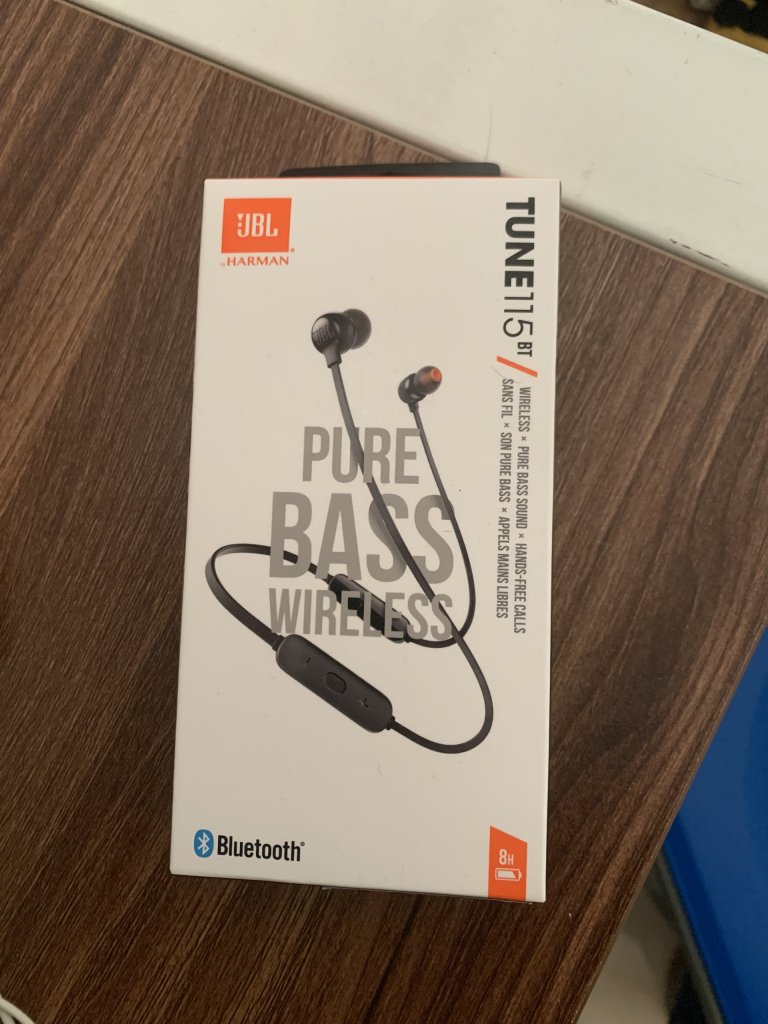 JBL
by HARMAN
TUNE115BT
WIRELESS × PURE BASS SOUND × HANDS-FREE CALLS
SANS FIL × SON PURE BASS × APPELS MAINS LIBRES
JBL
PURE
BASS
WIRELESS
Bluetooth®
8H